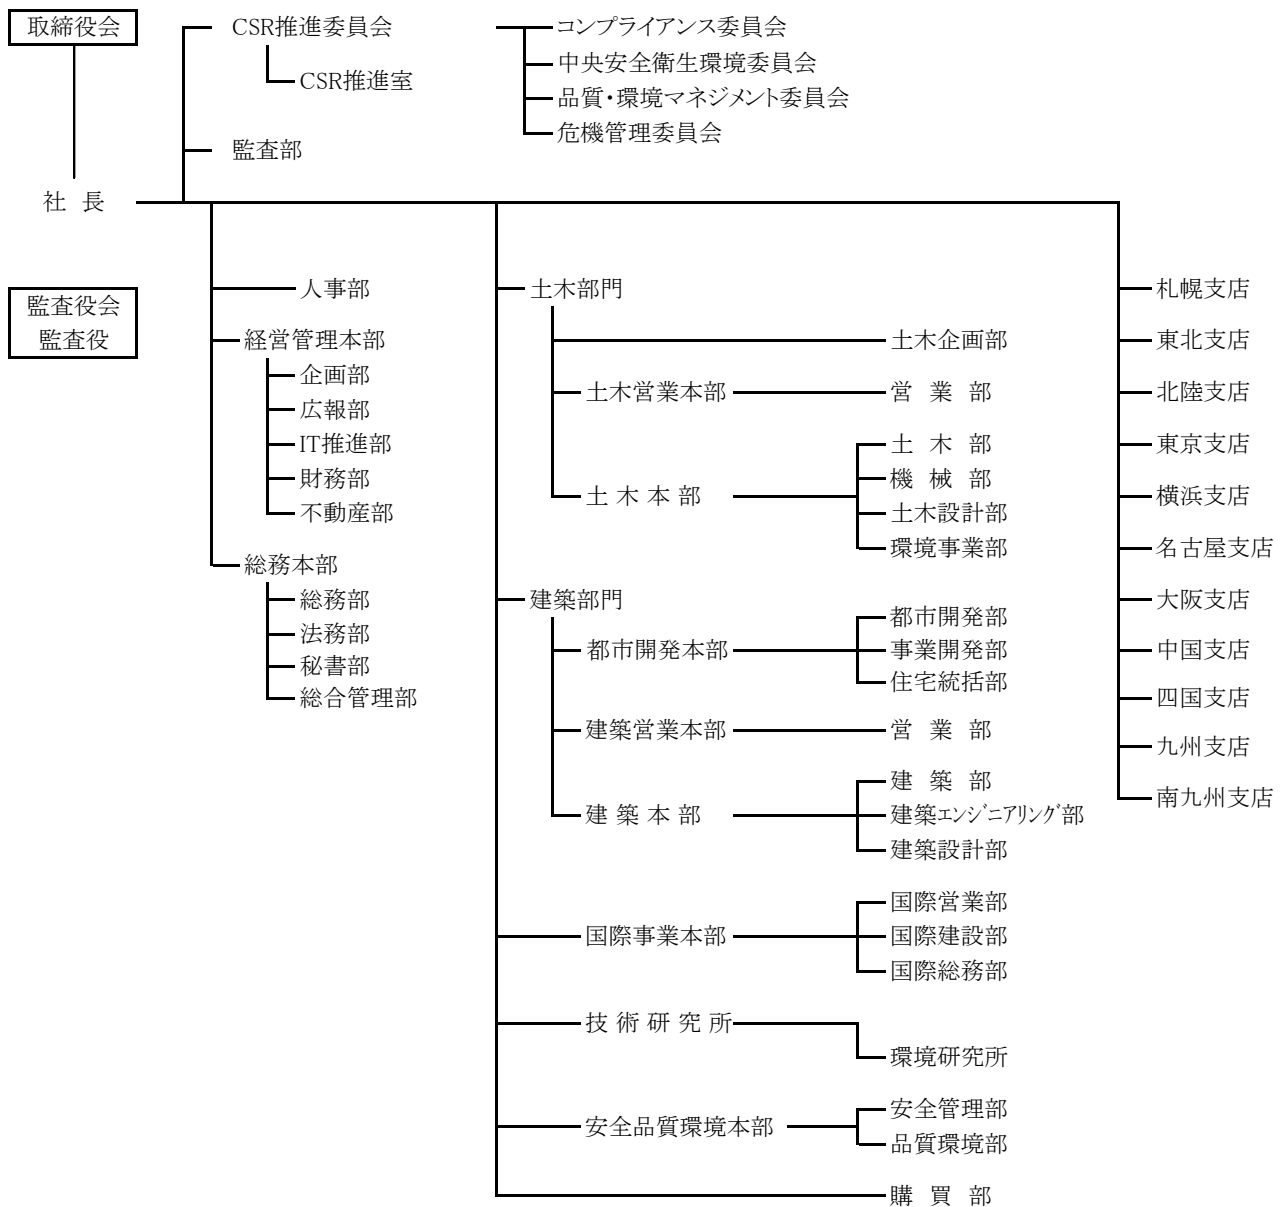 取締役会
社 長
監査役会
監査役
CSR推進委員会
CSR推進室
監査部
コンプライアンス委員会
中央安全衛生環境委員会
品質・環境マネジメント委員会
危機管理委員会
人事部
経営管理本部
企画部
広報部
IT推進部
財務部
不動産部
総務本部
総務部
法務部
秘書部
総合管理部
土木部門
土木企画部
土木営業本部
営 業 部
土 木 本 部
土 木 部
機 械 部
土木設計部
環境事業部
建築部門
都市開発本部
都市開発部
事業開発部
住宅統括部
建築営業本部
営 業 部
建 築 本 部
建 築 部
建築エンジニアリング部
建築設計部
国際事業本部
国際営業部
国際建設部
国際総務部
技 術 研 究 所
環境研究所
安全品質環境本部
安全管理部
品質環境部
購 買 部
札幌支店
東北支店
北陸支店
東京支店
横浜支店
名古屋支店
大阪支店
中国支店
四国支店
九州支店
南九州支店